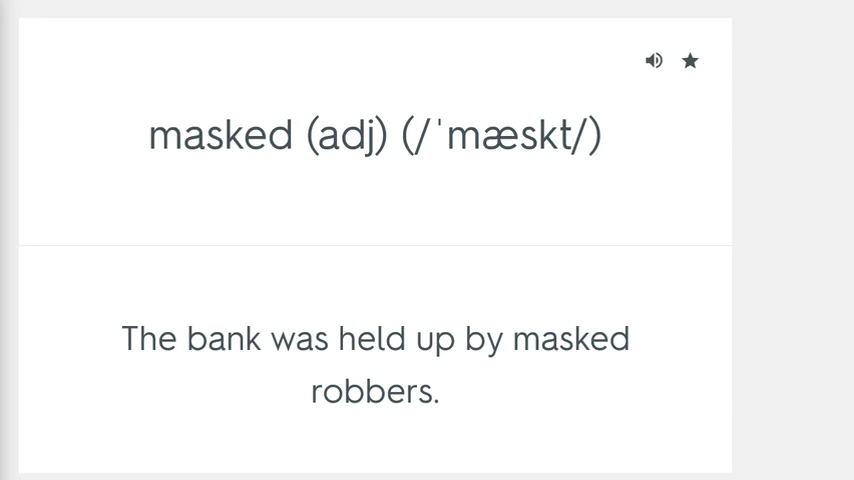 masked (adj) (/ˈmæskt/)
The bank was held up by masked
robbers.